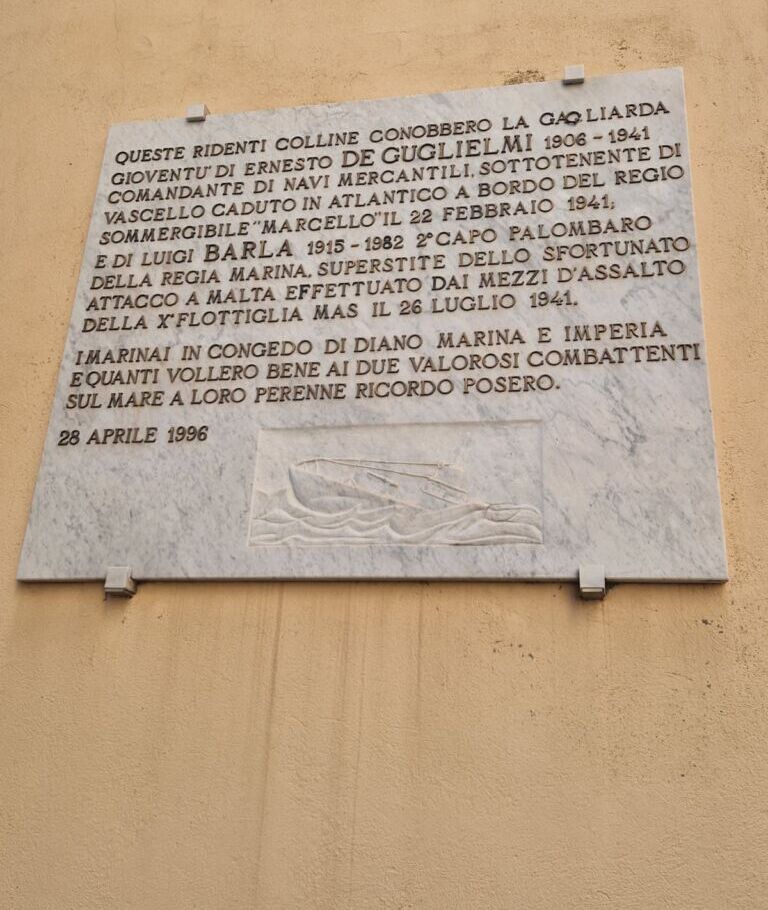 QUESTE RIDENTI COLLINE CONOBBERO LA GAGLIARDA
GIOVENTU' DI ERNESTO DE GUGLIELMI 1906-1941
COMANDANTE DI NAVI MERCANTILI, SOTTOTENENTE DI
VASCELLO CADUTO IN ATLANTICO A BORDO DEL REGIO
SOMMERGIBILE "MARCELLO" IL 22 FEBBRAIO 1941;
E DI LUIGI BARLA 1915-1982 2° CAPO PALOMBARO
DELLA REGIA MARINA, SUPERSTITE DELLO SFORTUNATO
ATTACCO A MALTA EFFETTUATO DAI MEZZI D'ASSALTO
DELLA Xª FLOTTIGLIA MAS IL 26 LUGLIO 1941.
I MARINAI IN CONGEDO DI DIANO MARINA E IMPERIA
E QUANTI VOLLERO BENE AI DUE VALOROSI COMBATTENTI
SUL MARE A LORO PERENNE RICORDO POSERO.
28 APRILE 1996